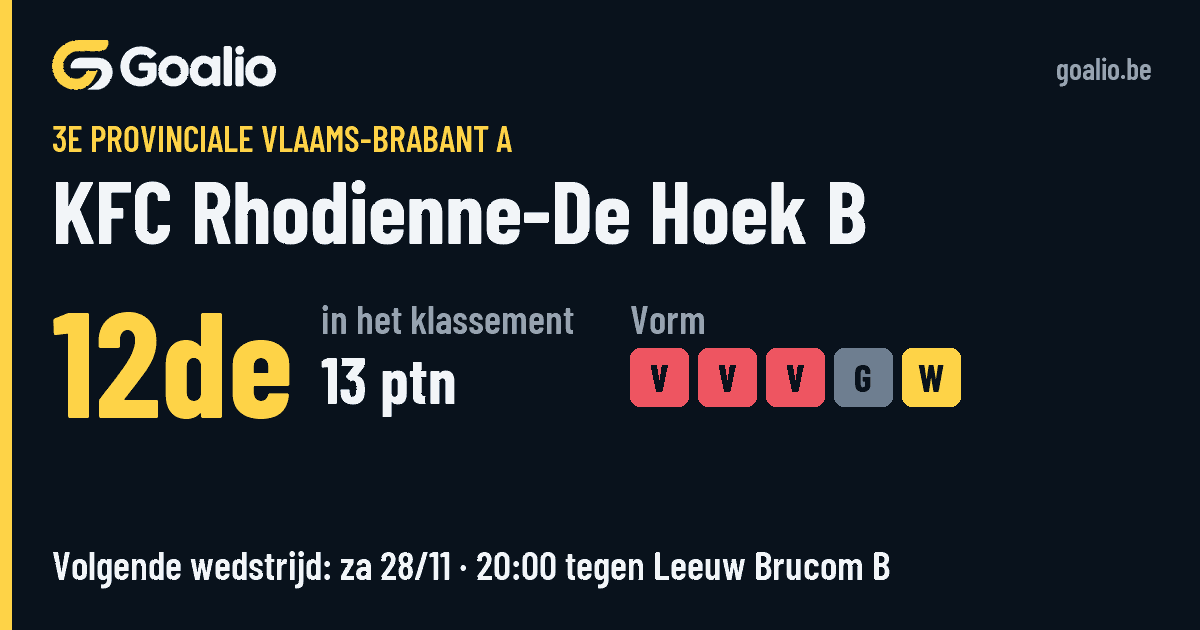 Goalio
goalio.be
3E PROVINCIALE VLAAMS-BRABANT A
KFC Rhodienne-De Hoek B
12de
in het klassement
13 ptn
Vorm
V V V G W
Volgende wedstrijd: za 28/11 · 20:00 tegen Leeuw Brucom B